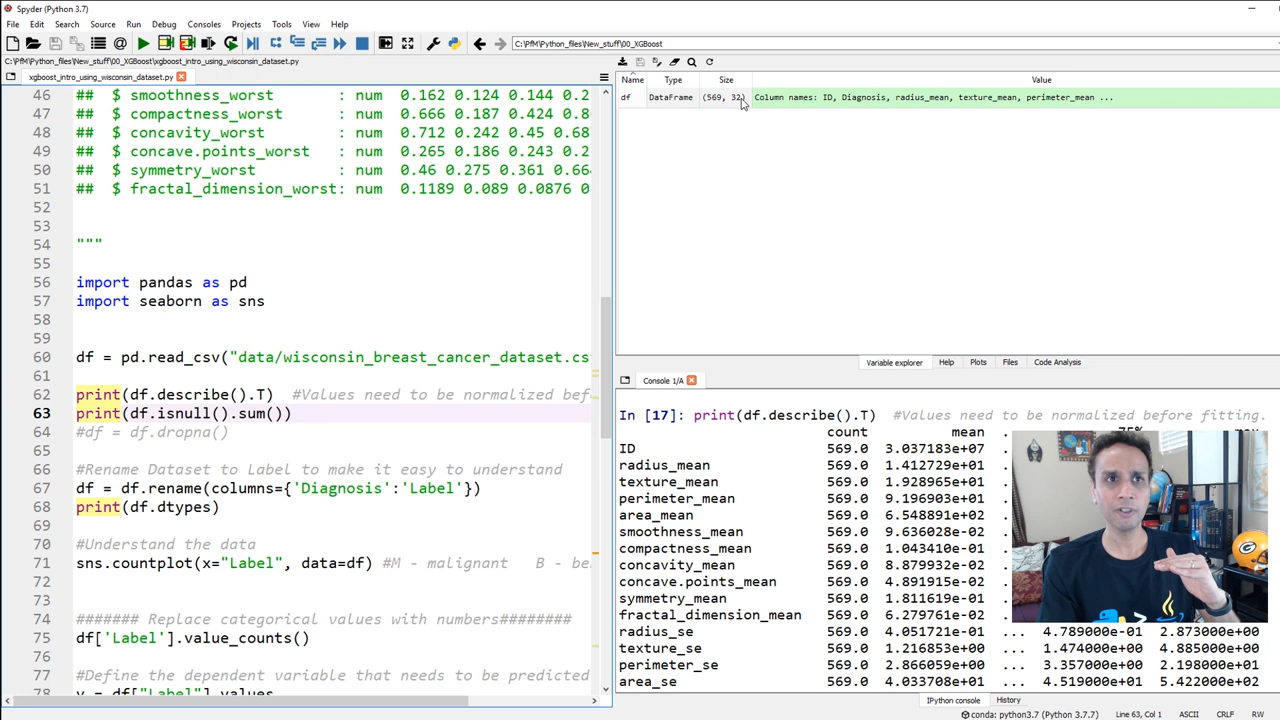 Spyder (Python 3.7)
File Edit Search Source Run Debug Consoles Projects Tools View Help
C:\PfM\Python_files\New_stuff\00_XGBoost
C:\PfM\Python_files\New_stuff\00_XGBoost\xgboost_intro_using_wisconsin_dataset.py
xgboost_intro_using_wisconsin_dataset.py
46 ## $ smoothness_worst : num 0.162 0.124 0.144 0.2
47 ## $ compactness_worst : num 0.666 0.187 0.424 0.8
48 ## $ concavity_worst : num 0.712 0.242 0.45 0.68
49 ## $ concave.points_worst : num 0.265 0.186 0.243 0.2
50 ## $ symmetry_worst : num 0.46 0.275 0.361 0.66
51 ## $ fractal_dimension_worst: num 0.1189 0.089 0.0876 0
52
53
54 """
55
56 import pandas as pd
57 import seaborn as sns
58
59
60 df = pd.read_csv("data/wisconsin_breast_cancer_dataset.cs
61
62 print(df.describe().T) #Values need to be normalized bef
63 print(df.isnull().sum())
64 #df = df.dropna()
65
66 #Rename Dataset to Label to make it easy to understand
67 df = df.rename(columns={'Diagnosis':'Label'})
68 print(df.dtypes)
69
70 #Understand the data
71 sns.countplot(x="Label", data=df) #M - malignant B - be
72
73
74 ####### Replace categorical values with numbers########
75 df['Label'].value_counts()
76
77 #Define the dependent variable that needs to be predicted
78 y = df["Label"].values
Name Type Size Value
df DataFrame (569, 32) Column names: ID, Diagnosis, radius_mean, texture_mean, perimeter_mean ...
Variable explorer Help Plots Files Code Analysis
Console 1/A
In [17]: print(df.describe().T) #Values need to be normalized before fitting.
count mean . 75%
ID 569.0 3.037183e+07 .
radius_mean 569.0 1.412729e+01 .
texture_mean 569.0 1.928965e+01 .
perimeter_mean 569.0 9.196903e+01 .
area_mean 569.0 6.548891e+02 .
smoothness_mean 569.0 9.636028e-02 .
compactness_mean 569.0 1.043410e-01 .
concavity_mean 569.0 8.879932e-02 .
concave.points_mean 569.0 4.891915e-02 .
symmetry_mean 569.0 1.811619e-01 .
fractal_dimension_mean 569.0 6.279761e-02 .
radius_se 569.0 4.051721e-01 ... 4.789000e-01 2.873000e+00
texture_se 569.0 1.216853e+00 ... 1.474000e+00 4.885000e+00
perimeter_se 569.0 2.866059e+00 ... 3.357000e+00 2.198000e+01
area_se 569.0 4.033708e+01 ... 4.519000e+01 5.422000e+02
IPython console History
conda: python3.7 (Python 3.7.7) Line 63, Col 1 ASCII CRLF RW